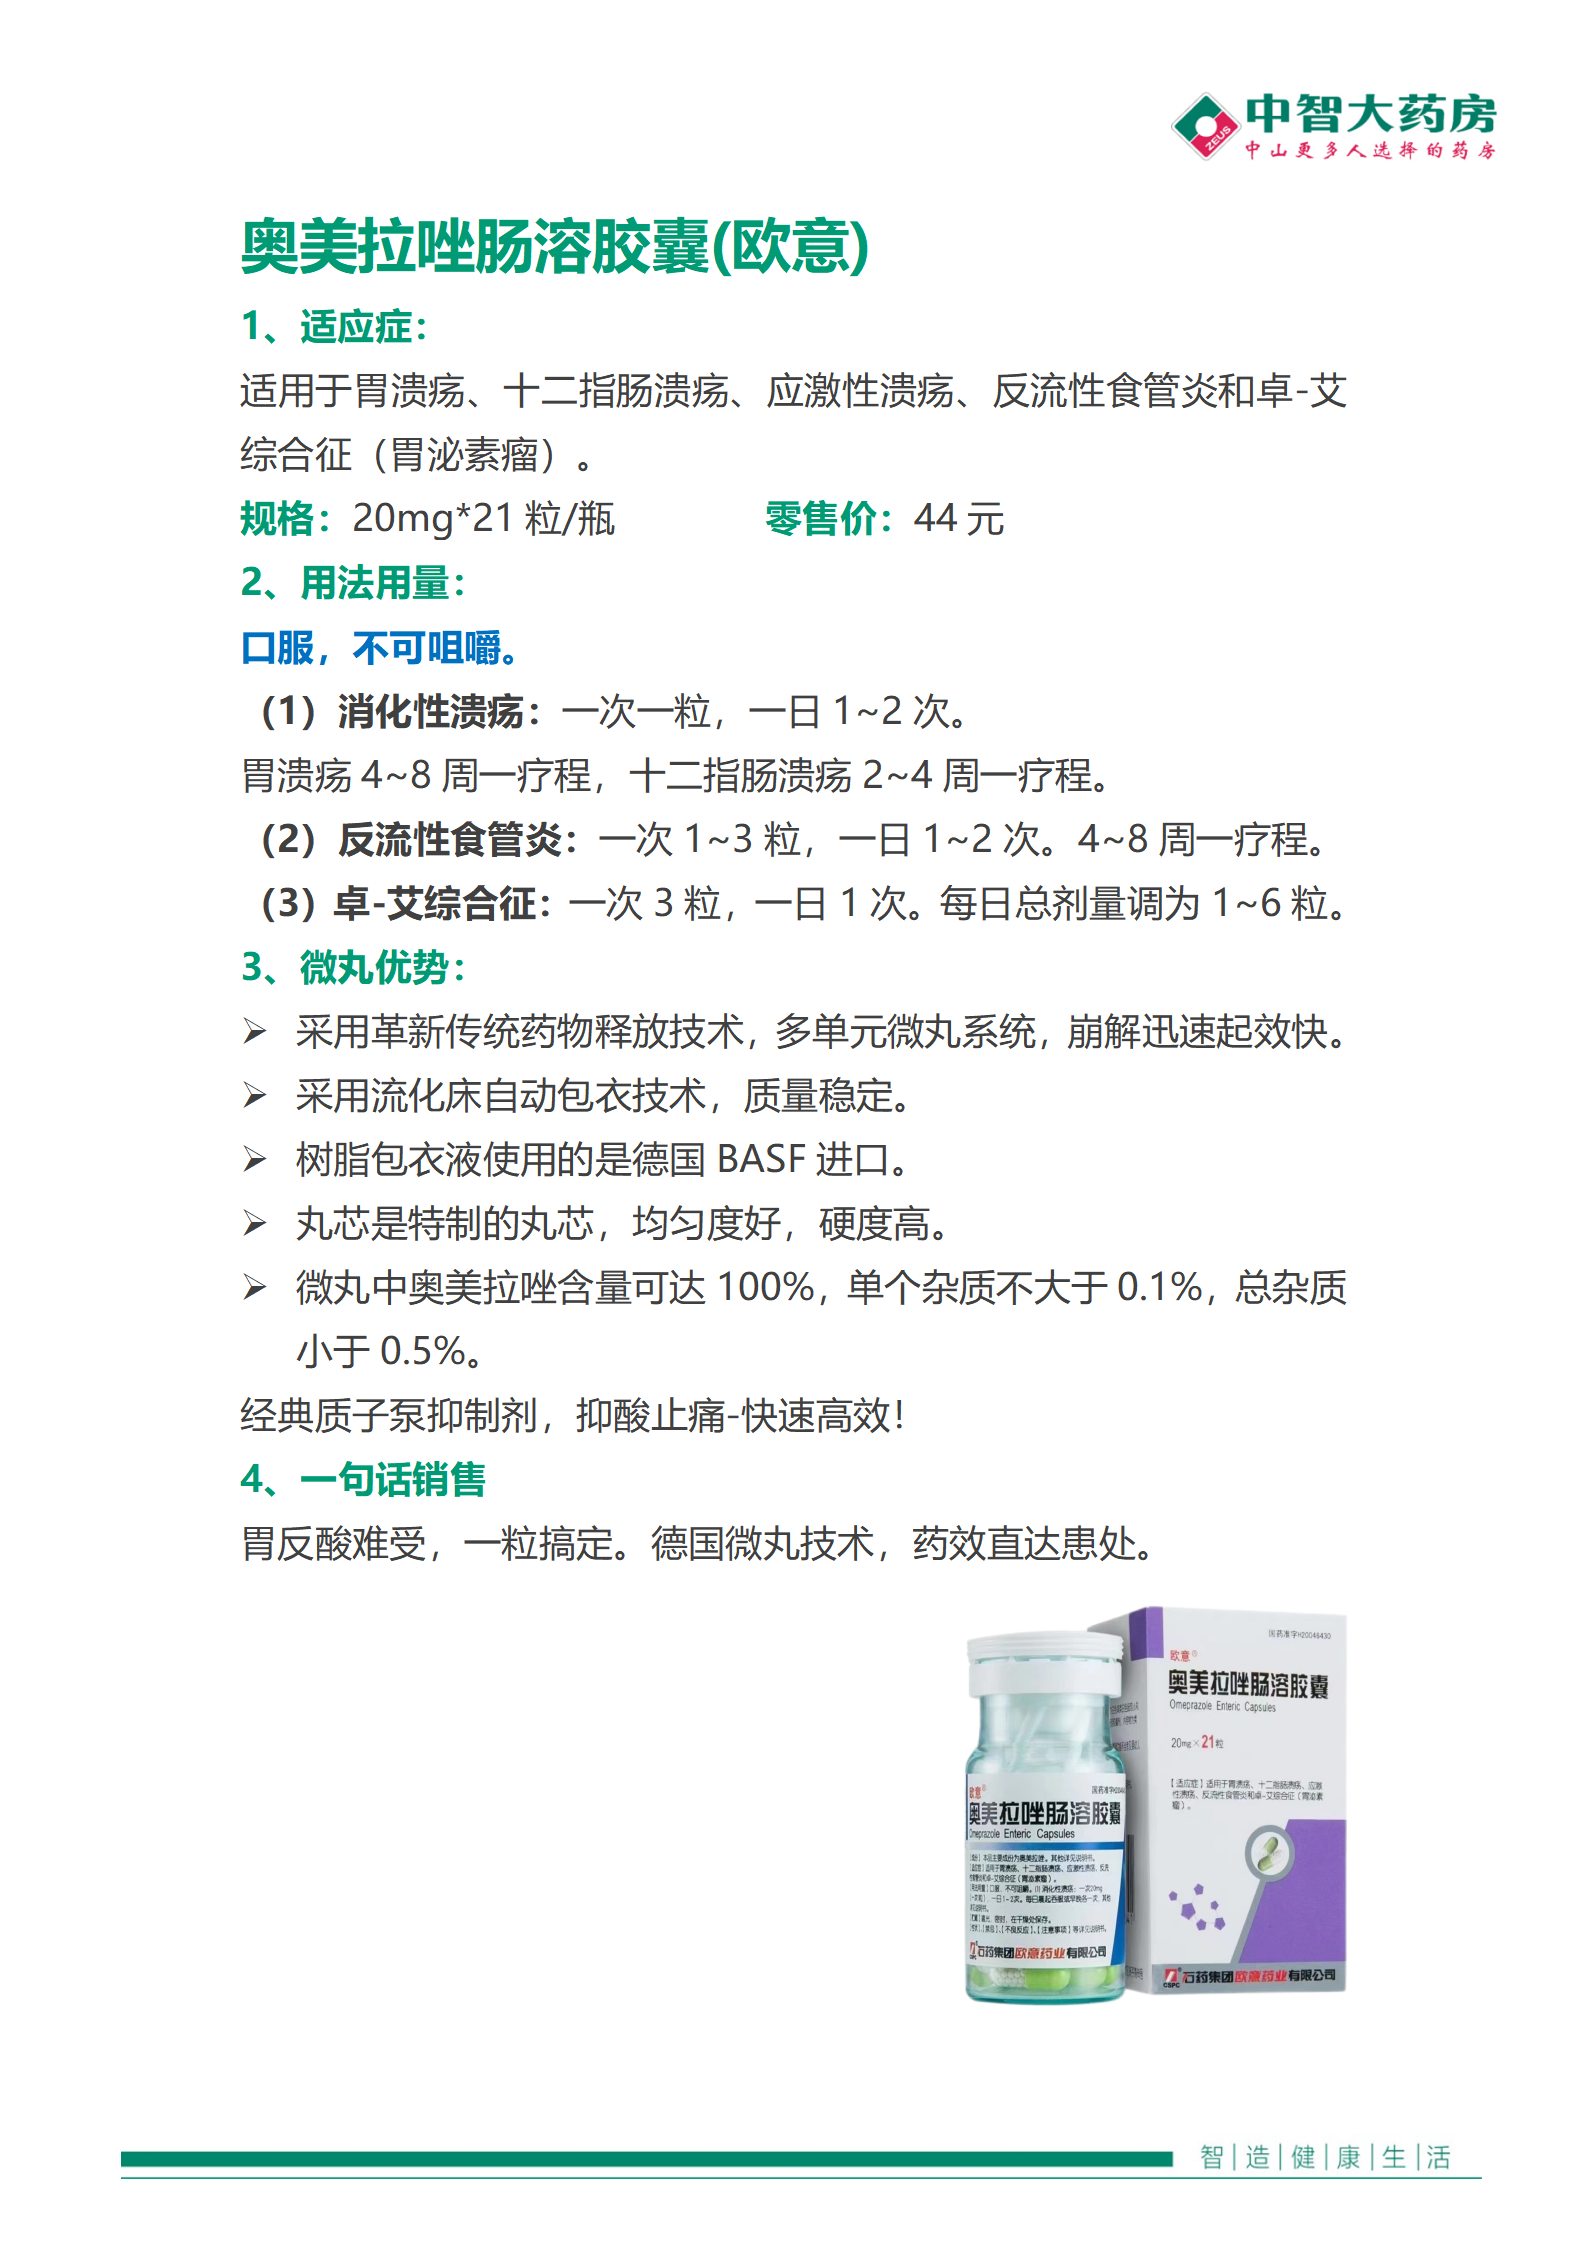 中智大药房
ZEUS
中山更多人选择的药房
奥美拉唑肠溶胶囊(欧意)
1、适应症：
适用于胃溃疡、十二指肠溃疡、应激性溃疡、反流性食管炎和卓-艾
综合征（胃泌素瘤）。
规格：20mg*21 粒/瓶 零售价：44 元
2、用法用量：
口服，不可咀嚼。
（1）消化性溃疡：一次一粒，一日 1~2 次。
胃溃疡 4~8 周一疗程，十二指肠溃疡 2~4 周一疗程。
（2）反流性食管炎：一次 1~3 粒，一日 1~2 次。4~8 周一疗程。
（3）卓-艾综合征：一次 3 粒，一日 1 次。每日总剂量调为 1~6 粒。
3、微丸优势：
➢ 采用革新传统药物释放技术，多单元微丸系统，崩解迅速起效快。
➢ 采用流化床自动包衣技术，质量稳定。
➢ 树脂包衣液使用的是德国 BASF 进口。
➢ 丸芯是特制的丸芯，均匀度好，硬度高。
➢ 微丸中奥美拉唑含量可达 100%，单个杂质不大于 0.1%，总杂质
小于 0.5%。
经典质子泵抑制剂，抑酸止痛-快速高效！
4、一句话销售
胃反酸难受，一粒搞定。德国微丸技术，药效直达患处。
国药准字H20046430
欧意®
奥美拉唑肠溶胶囊
Omeprazole Enteric Capsules
20mg×21粒
【适应症】适用于胃溃疡、十二指肠溃疡、应激
性溃疡、反流性食管炎和卓-艾综合征（胃泌素
瘤）。
CSPC® 石药集团欧意药业有限公司
欧意®
奥美拉唑肠溶胶囊
Omeprazole Enteric Capsules
石药集团欧意药业有限公司
智|造|健|康|生|活